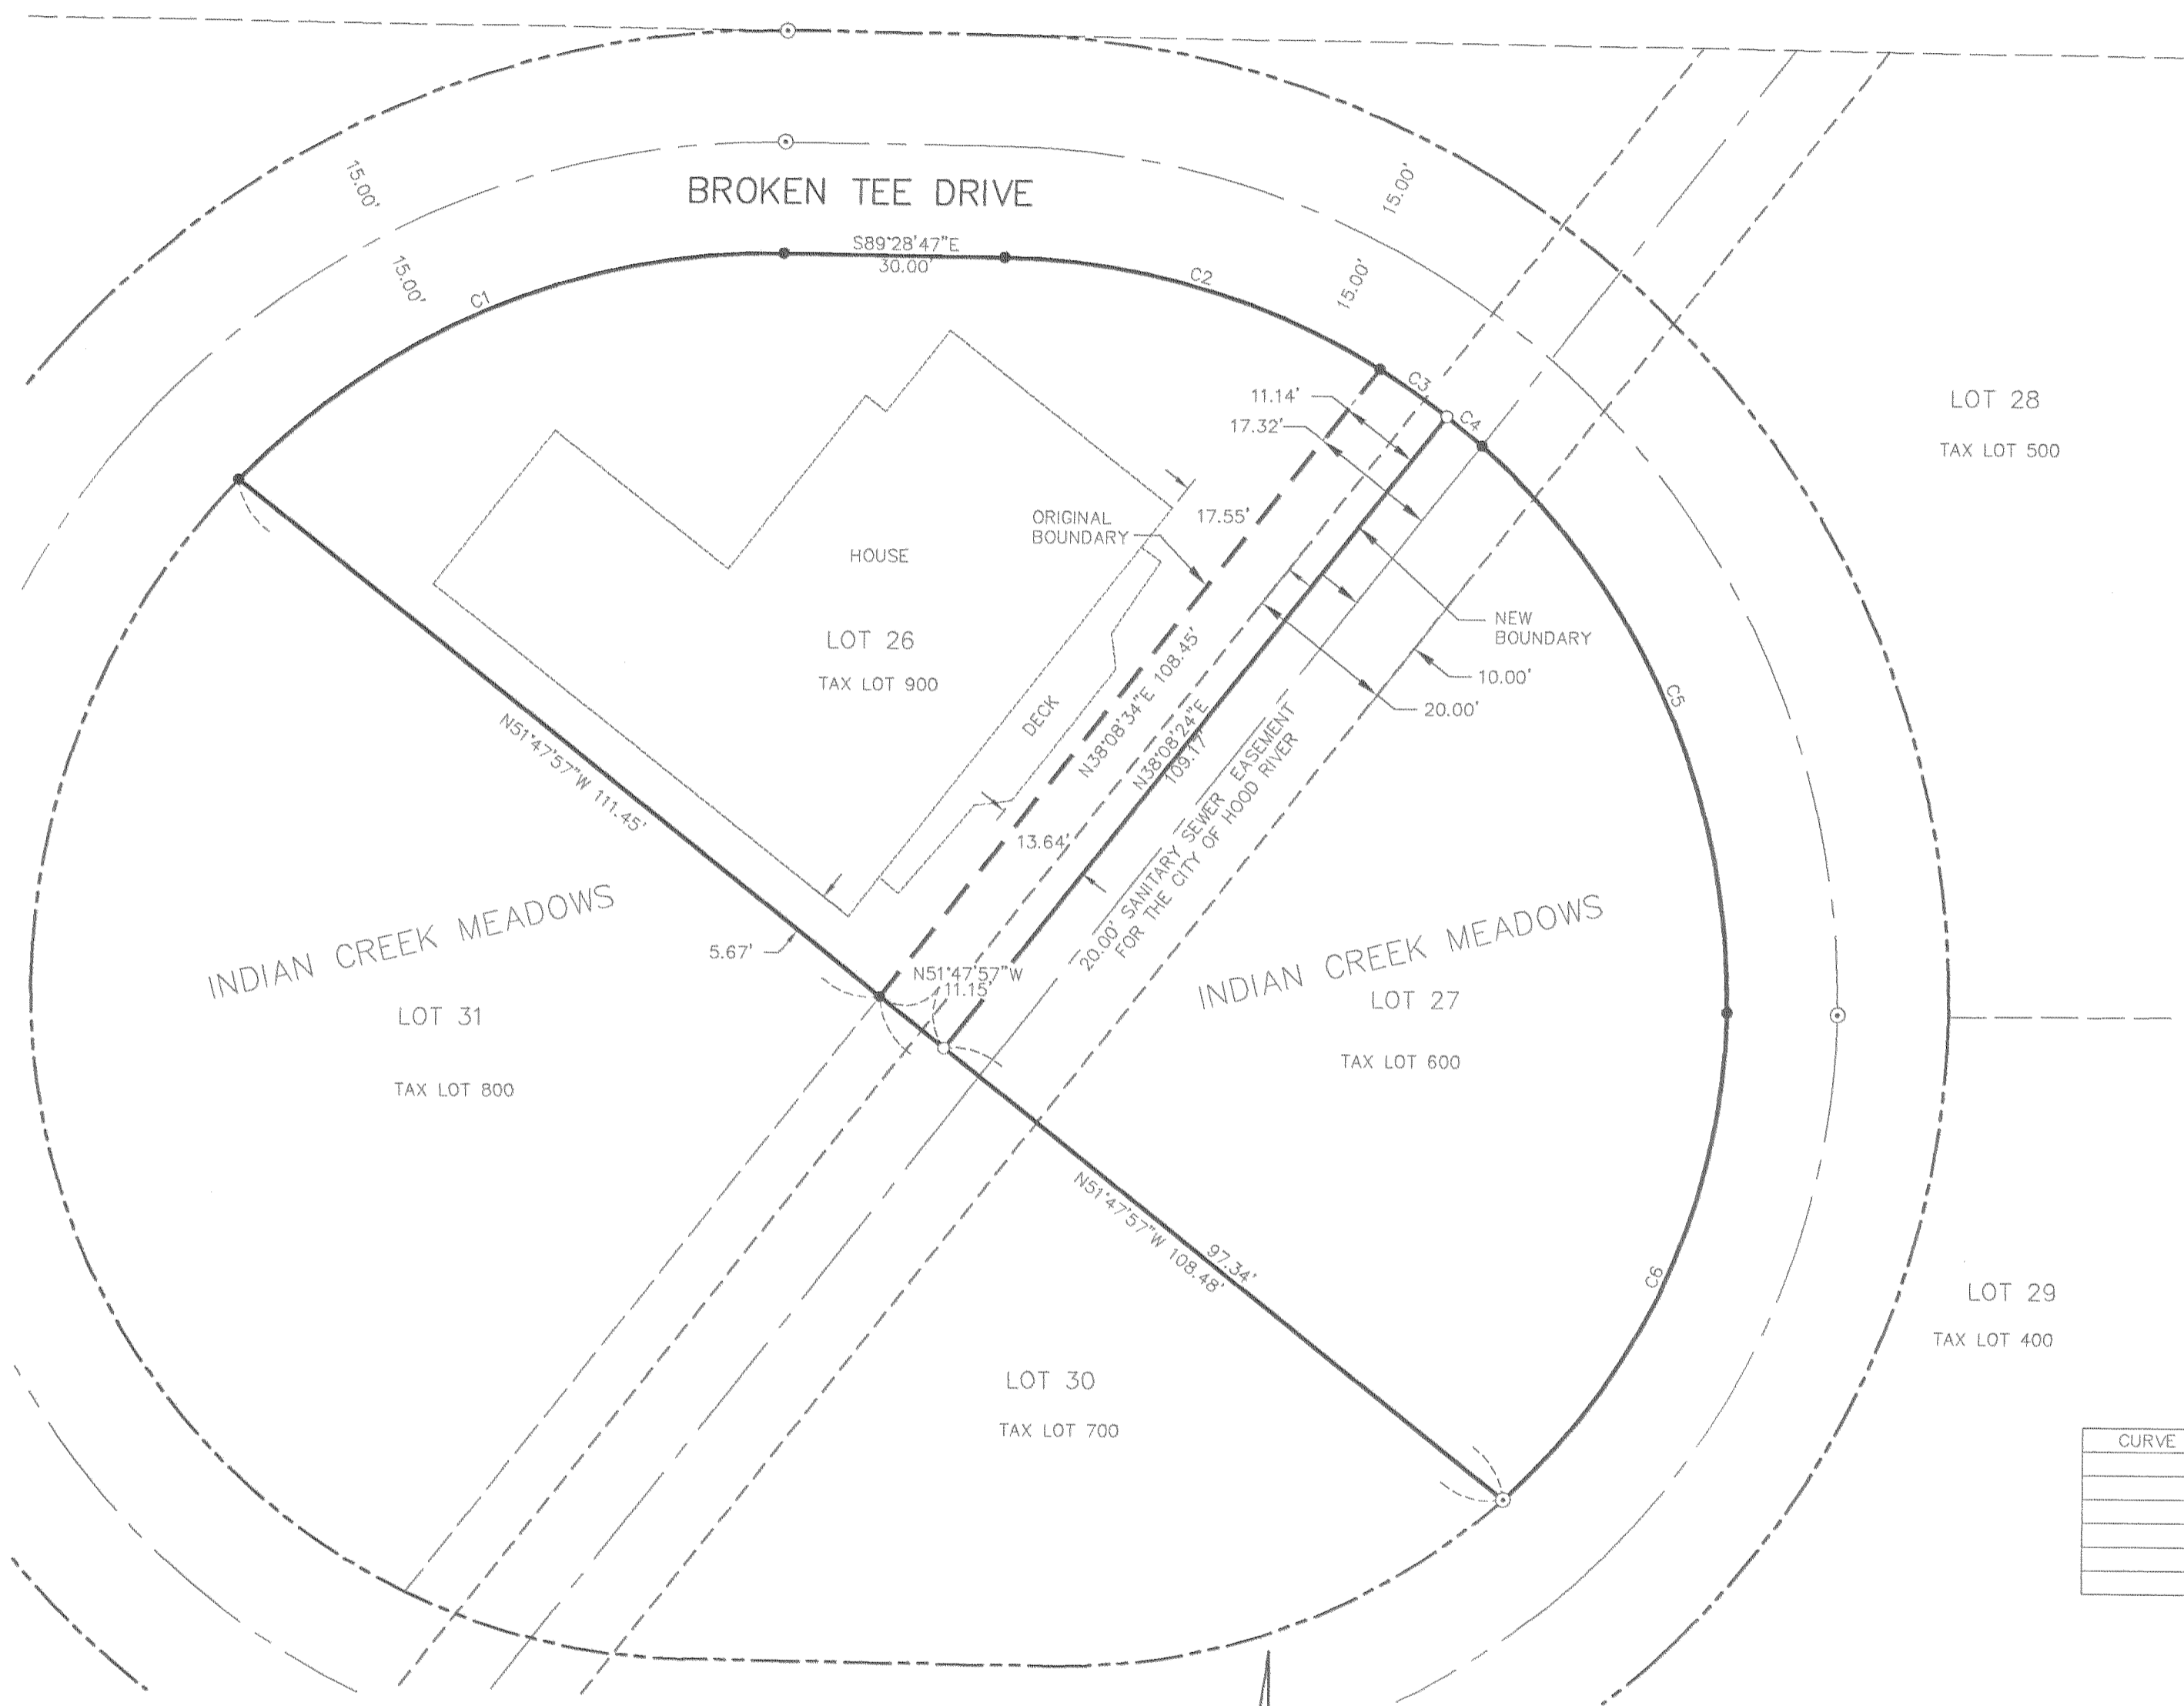 15.00'
15.00'
BROKEN TEE DRIVE
15.00'
15.00'
S89°28'47"E
30.00'
C1
C2
C3
C4
11.14'
17.32'
LOT 28
TAX LOT 500
ORIGINAL
BOUNDARY
17.55'
HOUSE
LOT 26
TAX LOT 900
NEW
BOUNDARY
10.00'
20.00'
C5
DECK
N38°08'34"E 108.45'
N38°08'24"E
109.17'
20.00' SANITARY SEWER EASEMENT
FOR THE CITY OF HOOD RIVER
N51°47'57"W 111.45'
13.64'
5.67'
N51°47'57"W
11.15'
INDIAN CREEK MEADOWS
LOT 31
TAX LOT 800
INDIAN CREEK MEADOWS
LOT 27
TAX LOT 600
97.34'
N51°47'57"W 108.48'
C6
LOT 29
TAX LOT 400
LOT 30
TAX LOT 700
CURVE